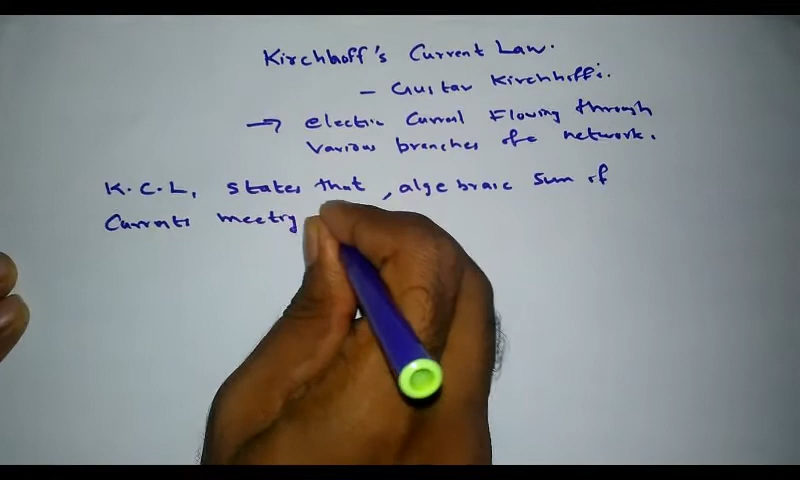 Kirchhoff's Current Law.
- Gustav Kirchhoff's.
→ electric Current Flowing through
various branches of a network.
K.C.L, states that, algebraic sum of
Currents meeting